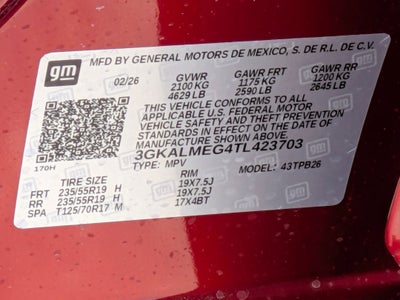 gm
MFD BY GENERAL MOTORS DE MEXICO, S. DE R.L. DE C.V.
02/26 GVWR GAWR FRT GAWR RR
2100 KG 1175 KG 1200 KG
4629 LB 2590 LB 2645 LB
THIS VEHICLE CONFORMS TO ALL
APPLICABLE U.S. FEDERAL MOTOR
VEHICLE SAFETY AND THEFT PREVENTION
STANDARDS IN EFFECT ON THE DATE OF
MANUFACTURE SHOWN ABOVE.
3GKALMEG4TL423703
170H TYPE: MPV MODEL: 43TPB26
TIRE SIZE RIM
FRT 235/55R19 H 19X7.5J
RR 235/55R19 H 19X7.5J
SPA T125/70R17 M 17X4BT